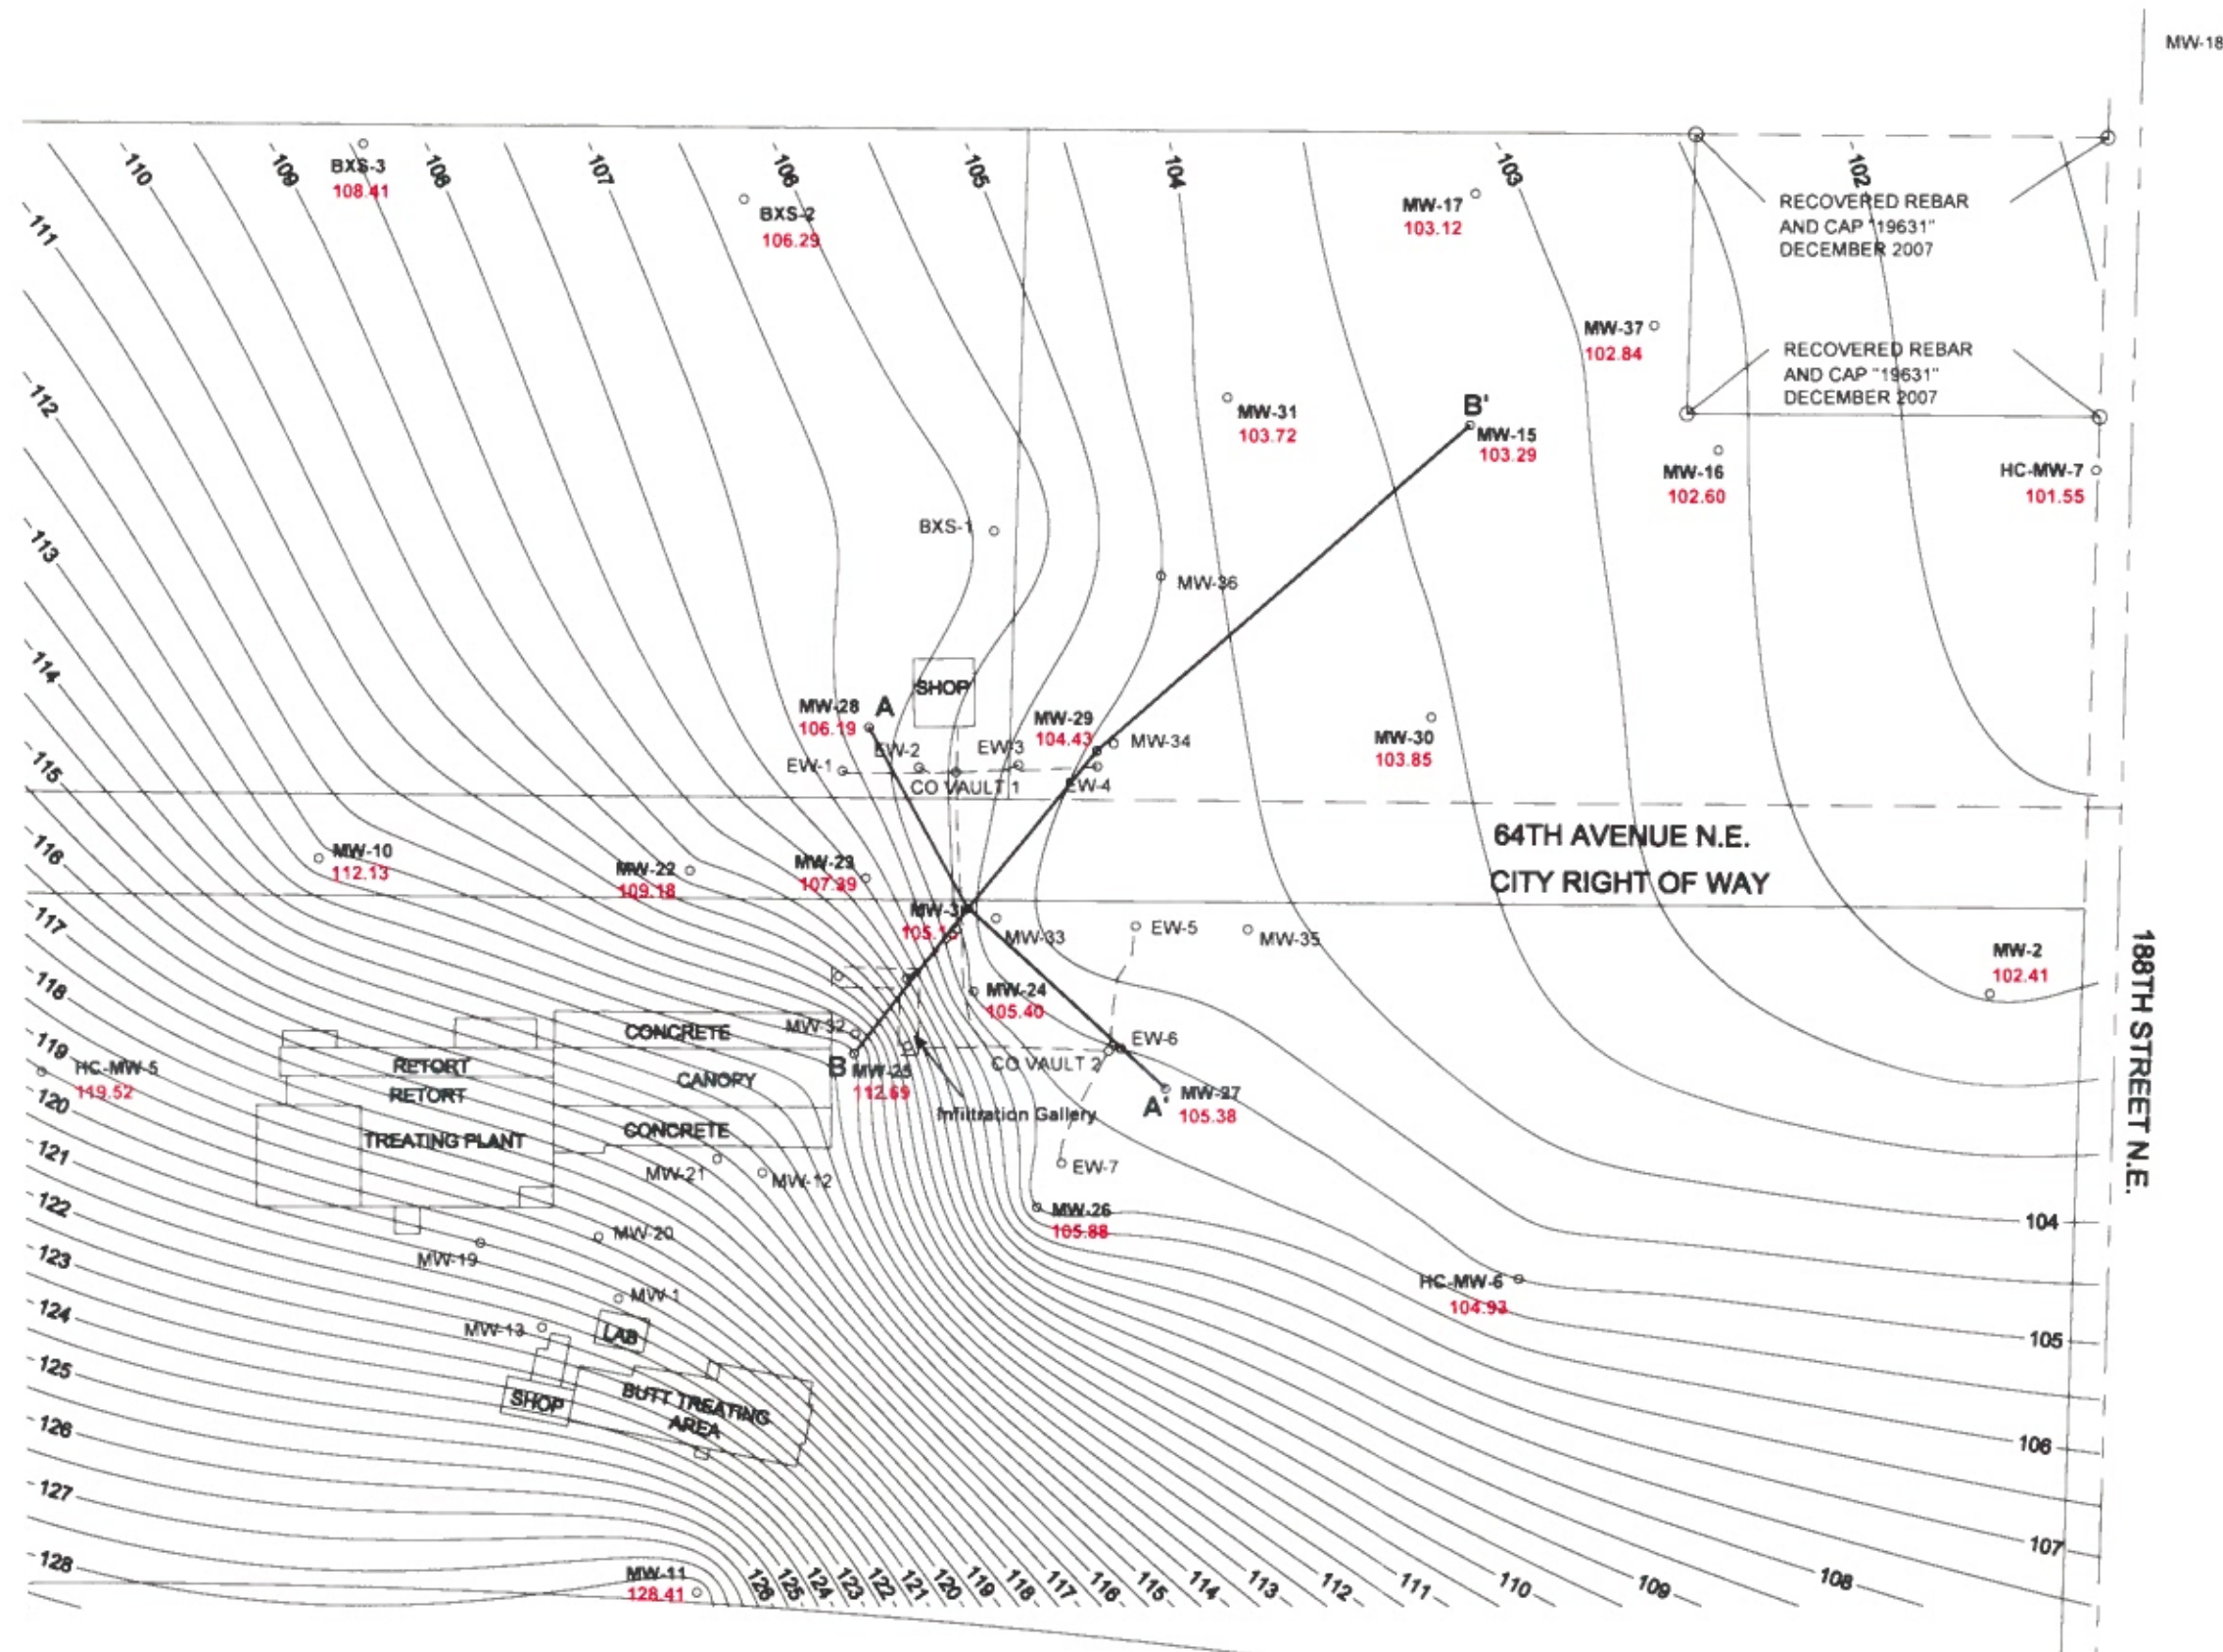 MW-18
110
109
108
107
106
105
104
103
102
BXS-3
108.41
BXS-2
106.29
MW-17
103.12
RECOVERED REBAR
AND CAP "19631"
DECEMBER 2007
111
MW-37
102.84
RECOVERED REBAR
AND CAP "19631"
DECEMBER 2007
112
MW-31
103.72
B'
MW-15
103.29
MW-16
102.60
HC-MW-7
101.55
BXS-1
113
MW-36
114
SHOP
MW-28
106.19
A
MW-29
104.43
MW-34
EW-2
EW-3
EW-1
CO VAULT 1
EW-4
MW-30
103.85
115
64TH AVENUE N.E.
CITY RIGHT OF WAY
116
MW-10
112.13
MW-22
109.18
MW-23
107.39
117
MW-33
EW-5
MW-35
MW-2
102.41
188TH STREET N.E.
118
MW-24
105.40
CONCRETE
MW-32
EW-6
119
HC-MW-5
119.52
RETORT
RETORT
CANOPY
B
MW-25
112.69
CO VAULT 2
MW-27
105.38
A'
120
Infiltration Gallery
TREATING PLANT
CONCRETE
121
MW-21
MW-12
EW-7
122
MW-26
105.88
104
MW-20
MW-19
123
HC-MW-6
104.93
MW-1
124
MW-13
LAB
105
125
SHOP
BUTT TREATING
AREA
126
106
127
107
128
MW-11
128.41
126
125
124
123
122
121
120
119
118
117
116
115
114
113
112
111
110
109
108